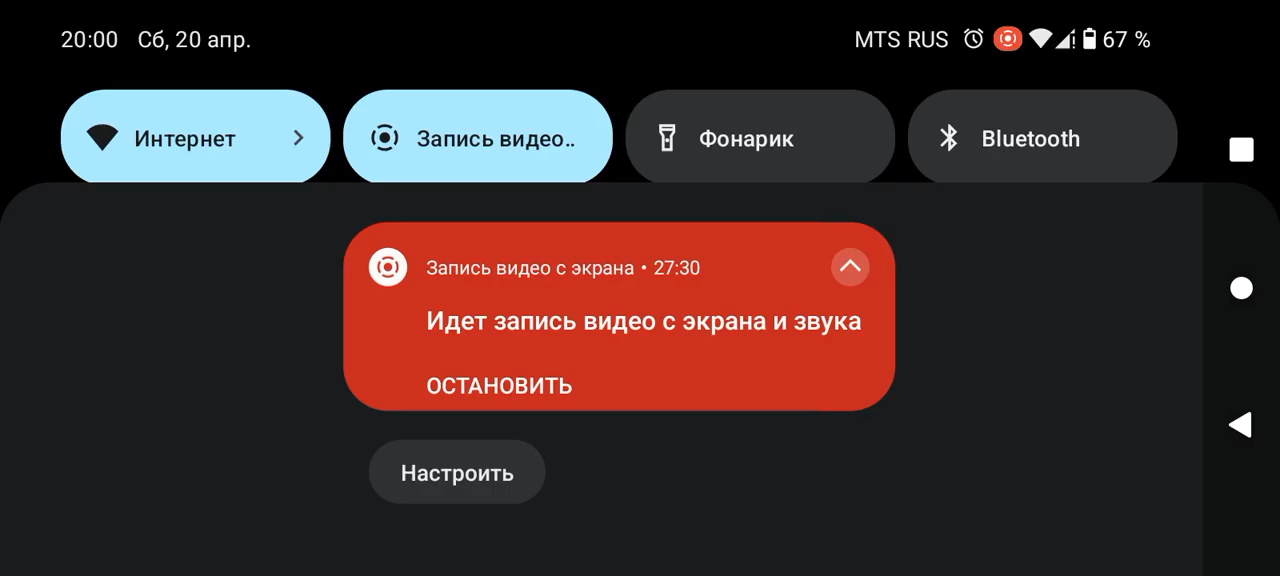 20:00 Сб, 20 апр. MTS RUS 67 %
Интернет Запись видео.. Фонарик Bluetooth
Запись видео с экрана • 27:30
Идет запись видео с экрана и звука
ОСТАНОВИТЬ
Настроить